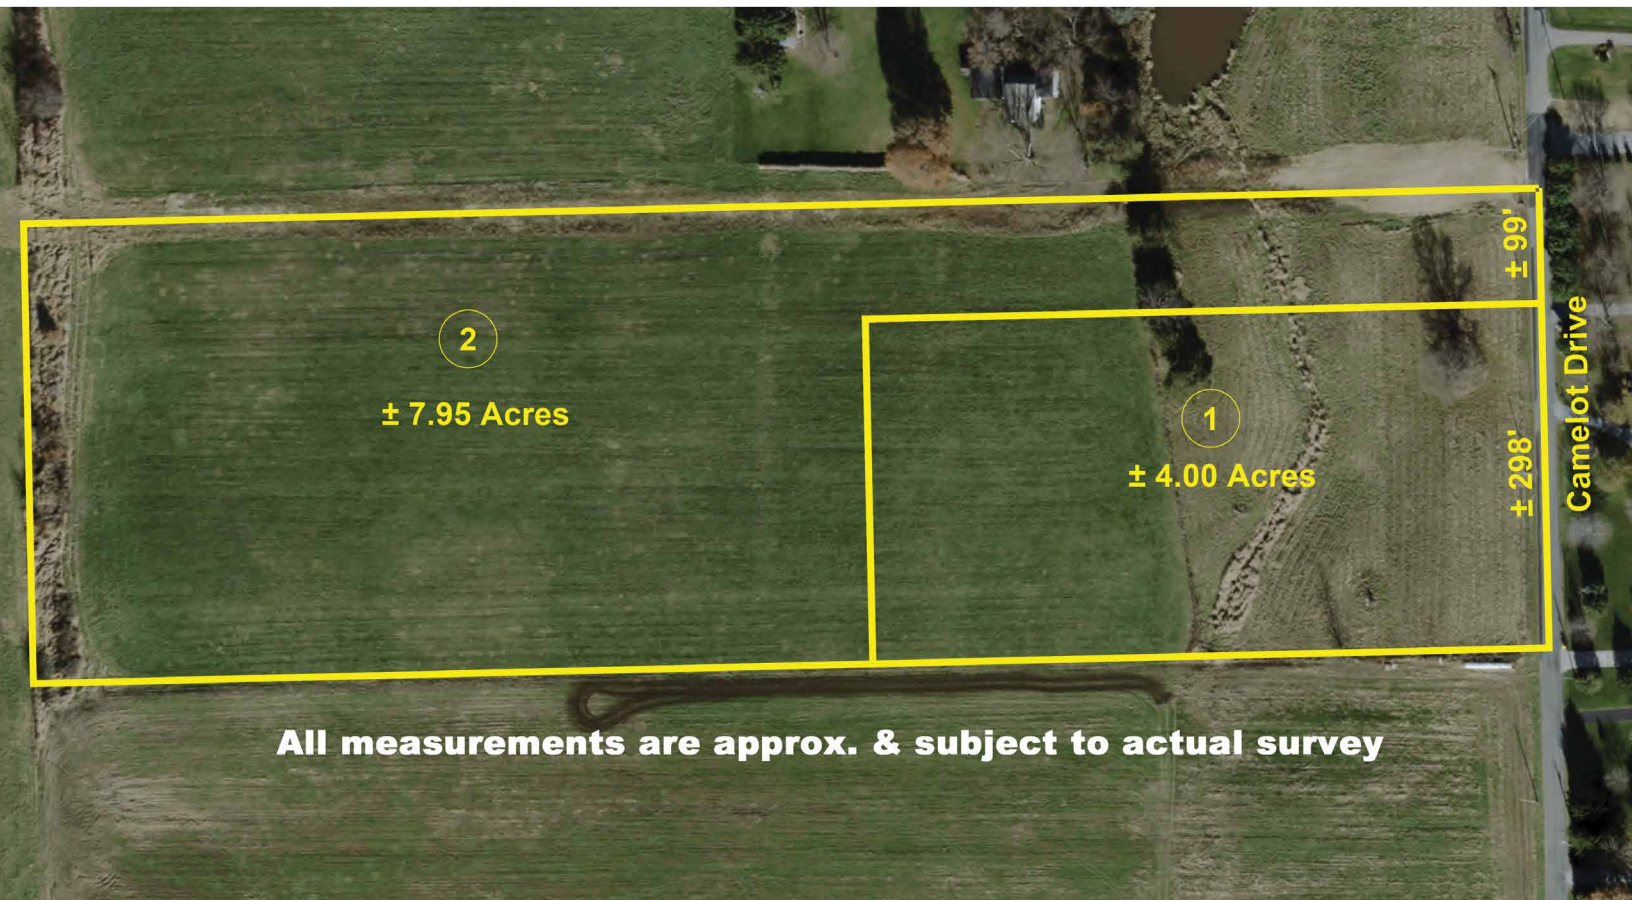 ± 99'
2
± 7.95 Acres
1
± 4.00 Acres
± 298'
Camelot Drive
All measurements are approx. & subject to actual survey